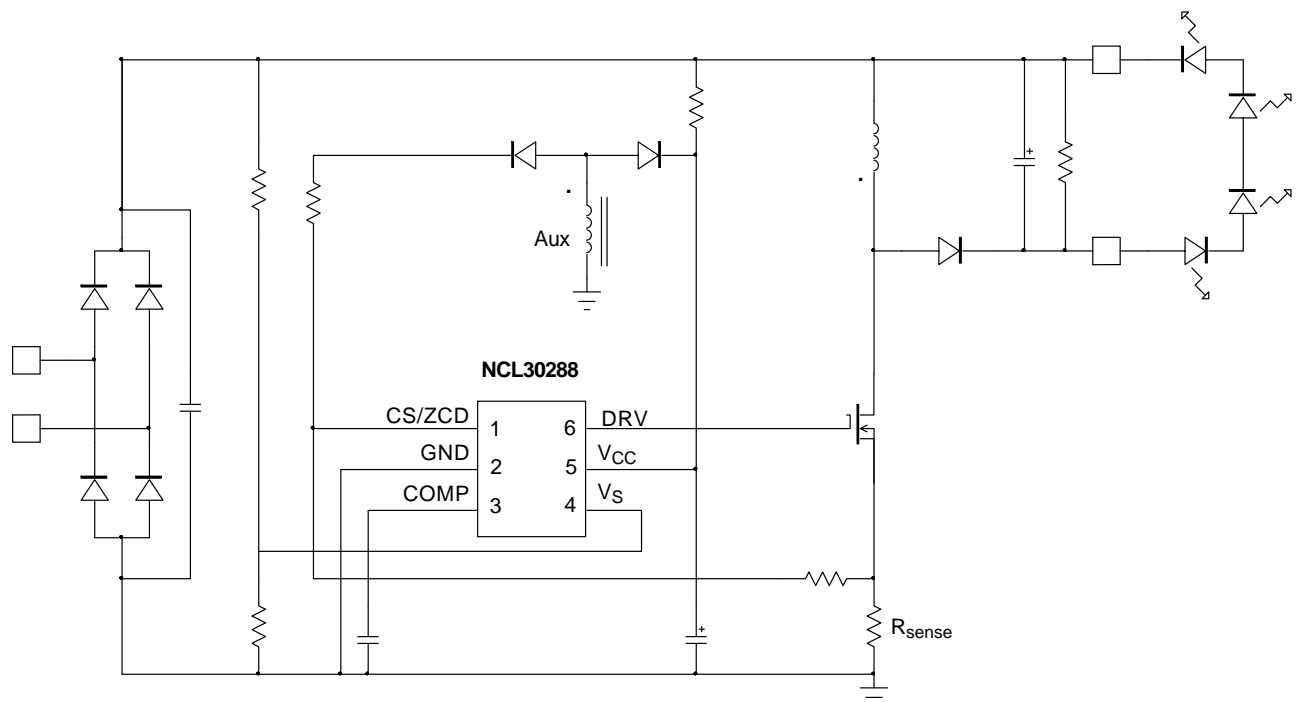 Aux
NCL30288
CS/ZCD 1 6 DRV
GND 2 5 VCC
COMP 3 4 VS
+
+
Rsense